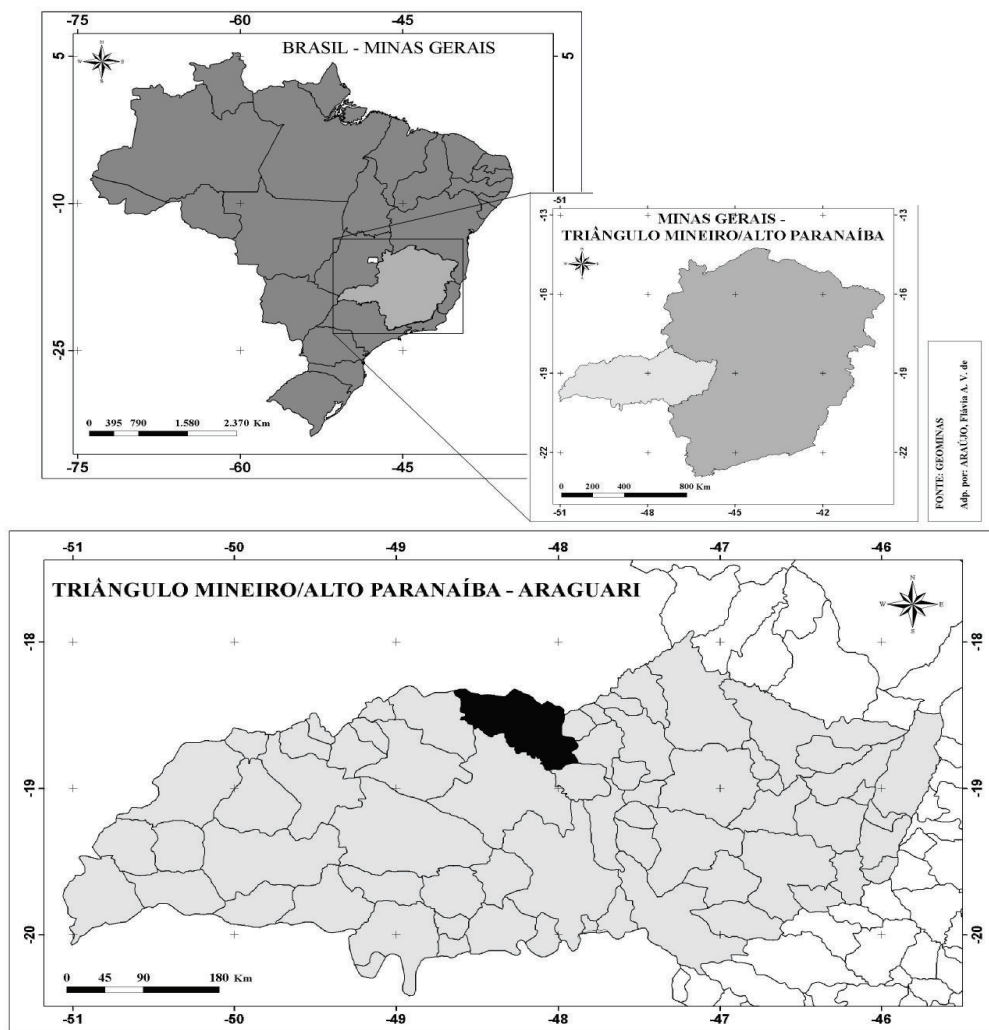 -75 -60 -45
BRASIL - MINAS GERAIS
N
W E
S
5 5
-10
-25
0 395 790 1.580 2.370 Km
-75 -60 -45
-51
-13 -13
MINAS GERAIS -
TRIÂNGULO MINEIRO/ALTO PARANAÍBA
N
W E
S
-16 -16
-19 -19
-22 -22
0 200 400 800 Km
-51 -48 -45 -42
FONTE: GEOMINAS
Adp. por: ARAÚJO, Flávia A. V. de
-51 -50 -49 -48 -47 -46
TRIÂNGULO MINEIRO/ALTO PARANAÍBA - ARAGUARI
N
W E
S
-18 -18
-19 -19
-20 -20
0 45 90 180 Km
-51 -50 -49 -48 -47 -46